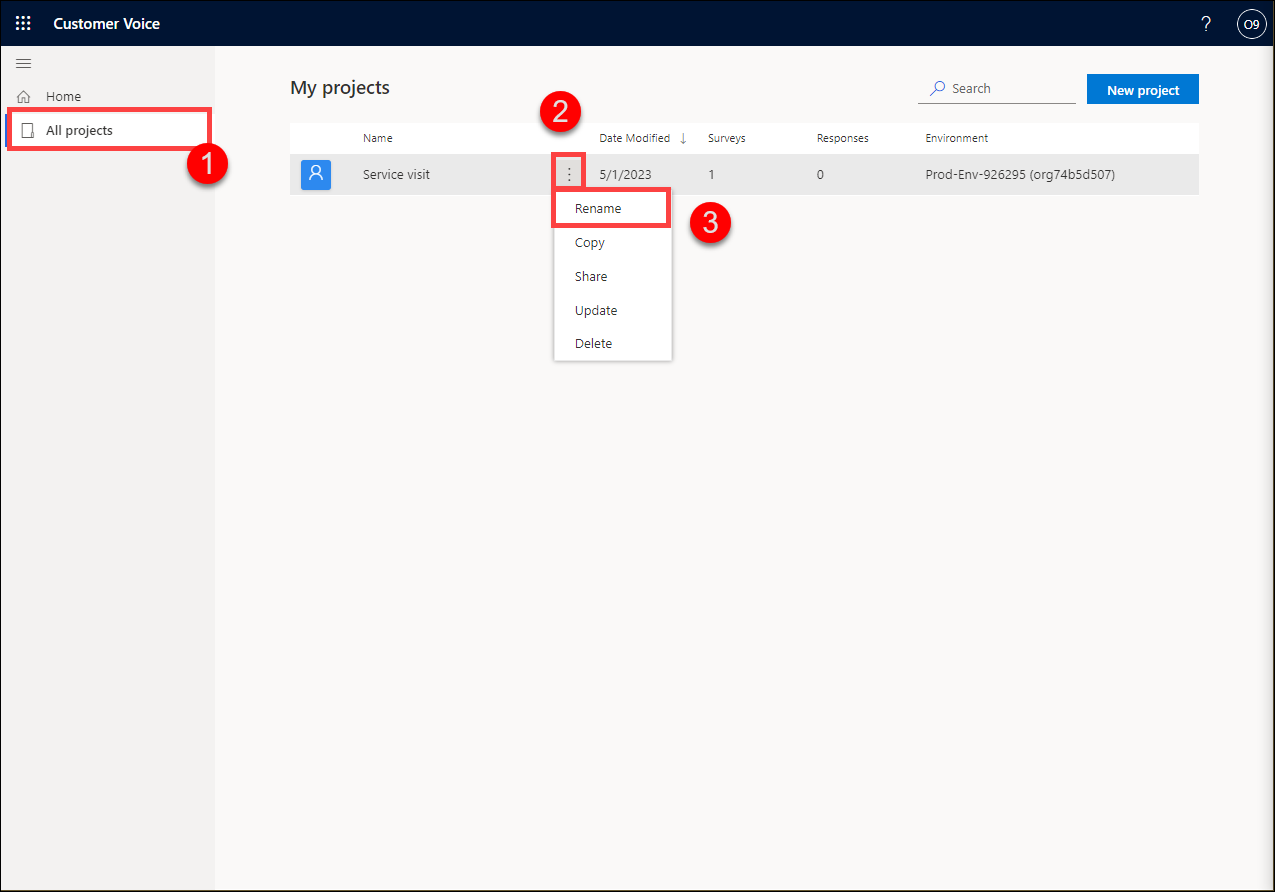 Customer Voice ? O9
Home
All projects
1
My projects
Search
New project
2
Name Date Modified ↓ Surveys Responses Environment
Service visit ⋮ 5/1/2023 1 0 Prod-Env-926295 (org74b5d507)
Rename
3
Copy
Share
Update
Delete